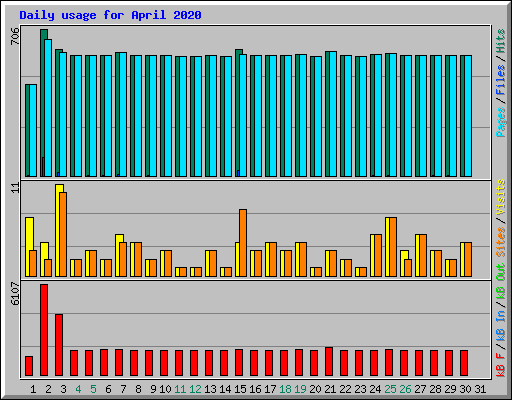 Daily usage for April 2020
706
Pages / Files / Hits
11
Sites / Visits
6107
kB F / kB In / kB Out
1 2 3 4 5 6 7 8 9 10 11 12 13 14 15 16 17 18 19 20 21 22 23 24 25 26 27 28 29 30 31